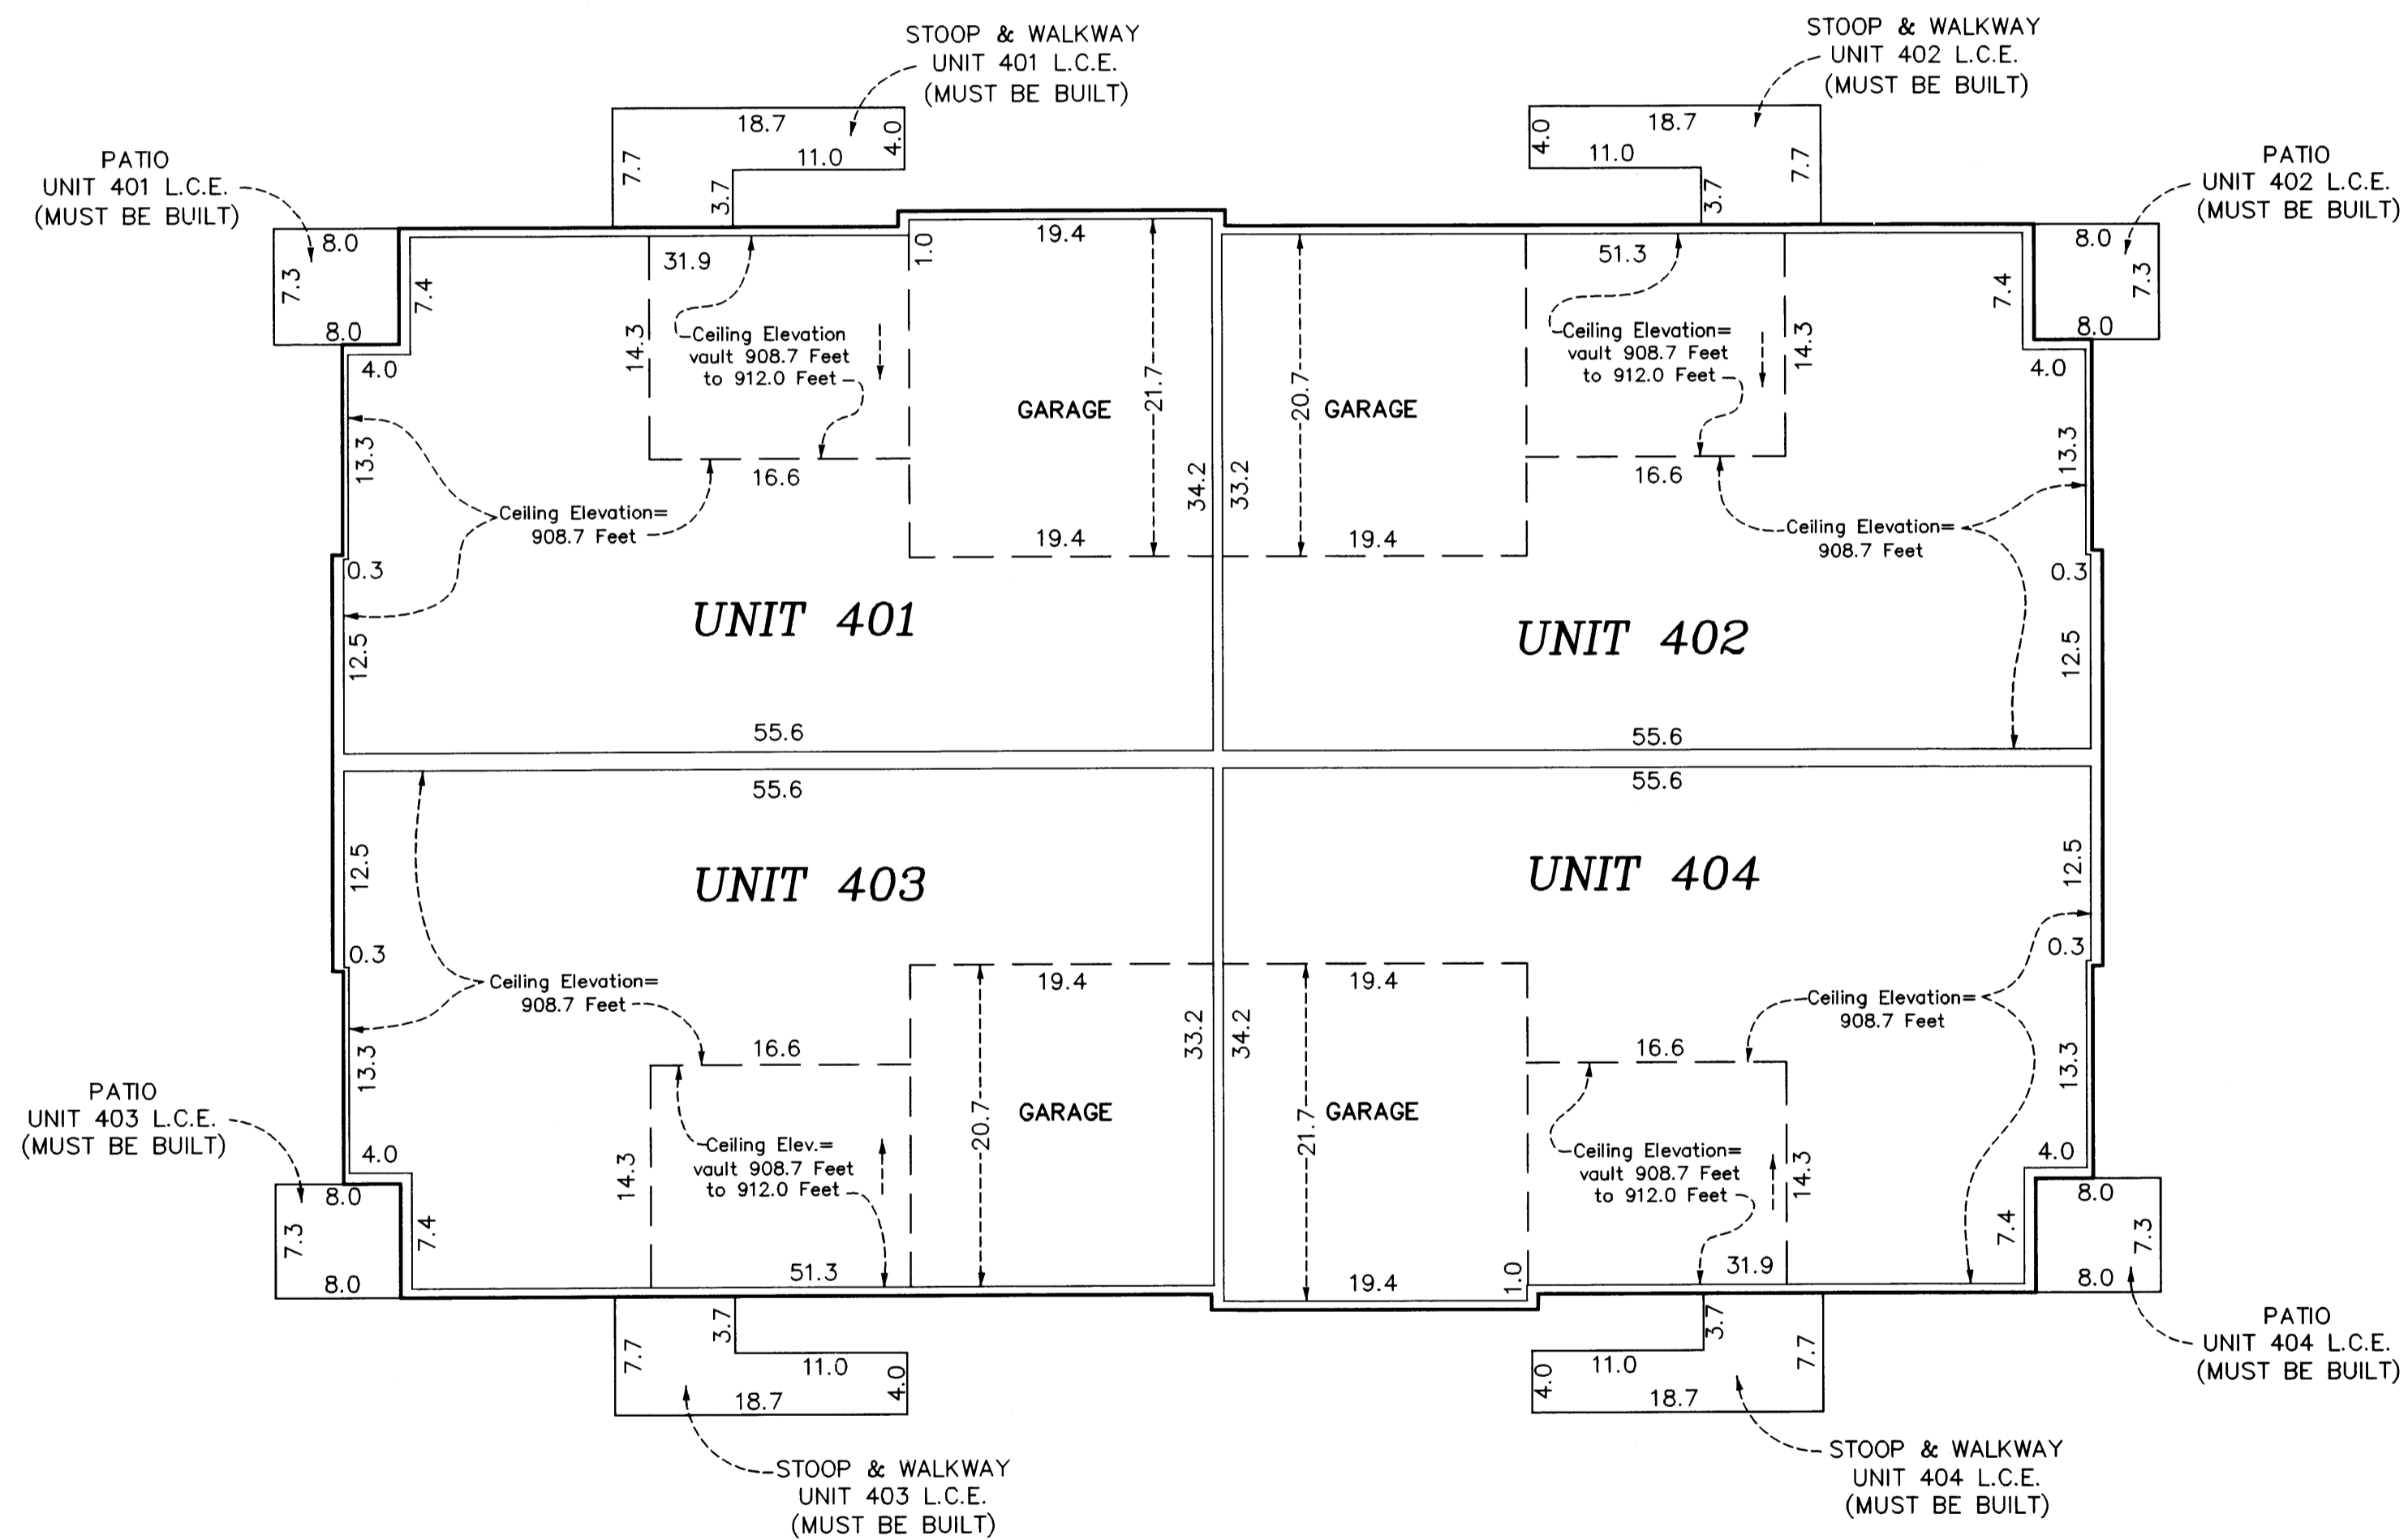 STOOP & WALKWAY
UNIT 401 L.C.E.
(MUST BE BUILT)
STOOP & WALKWAY
UNIT 402 L.C.E.
(MUST BE BUILT)
PATIO
UNIT 401 L.C.E.
(MUST BE BUILT)
PATIO
UNIT 402 L.C.E.
(MUST BE BUILT)
18.7
4.0
11.0
7.7
3.7
4.0
18.7
11.0
7.7
3.7
8.0
7.3
8.0
7.4
4.0
31.9
1.0
19.4
14.3
Ceiling Elevation
vault 908.7 Feet
to 912.0 Feet
16.6
GARAGE
21.7
34.2
19.4
13.3
Ceiling Elevation=
908.7 Feet
0.3
12.5
UNIT 401
55.6
51.3
20.7
GARAGE
33.2
19.4
Ceiling Elevation=
vault 908.7 Feet
to 912.0 Feet
14.3
16.6
7.4
8.0
7.3
8.0
4.0
13.3
Ceiling Elevation=
908.7 Feet
0.3
12.5
UNIT 402
55.6
55.6
12.5
UNIT 403
0.3
Ceiling Elevation=
908.7 Feet
13.3
4.0
7.4
16.6
14.3
Ceiling Elev.=
vault 908.7 Feet
to 912.0 Feet
51.3
19.4
20.7
GARAGE
33.2
PATIO
UNIT 403 L.C.E.
(MUST BE BUILT)
8.0
7.3
8.0
55.6
UNIT 404
12.5
0.3
19.4
34.2
21.7
GARAGE
19.4
1.0
Ceiling Elevation=
908.7 Feet
16.6
Ceiling Elevation=
vault 908.7 Feet
to 912.0 Feet
14.3
31.9
13.3
4.0
7.4
8.0
7.3
8.0
PATIO
UNIT 404 L.C.E.
(MUST BE BUILT)
3.7
7.7
11.0
4.0
18.7
3.7
7.7
11.0
4.0
18.7
STOOP & WALKWAY
UNIT 403 L.C.E.
(MUST BE BUILT)
STOOP & WALKWAY
UNIT 404 L.C.E.
(MUST BE BUILT)